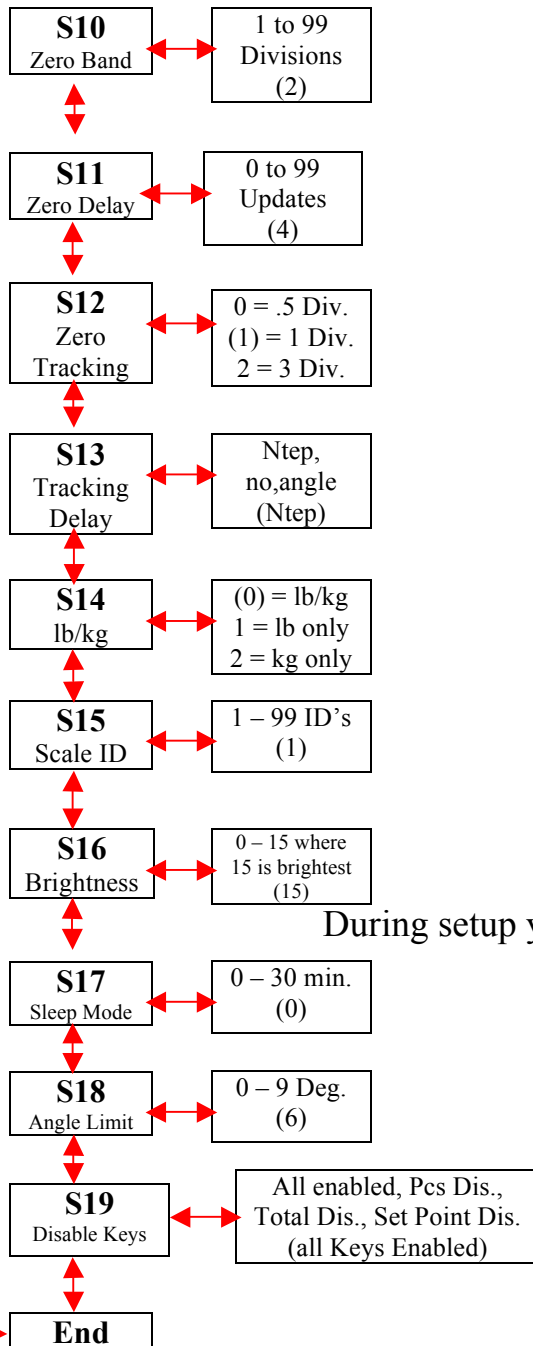 S10
Zero Band
1 to 99
Divisions
(2)
S11
Zero Delay
0 to 99
Updates
(4)
S12
Zero
Tracking
0 = .5 Div.
(1) = 1 Div.
2 = 3 Div.
S13
Tracking
Delay
Ntep,
no,angle
(Ntep)
S14
lb/kg
(0) = lb/kg
1 = lb only
2 = kg only
S15
Scale ID
1 – 99 ID’s
(1)
S16
Brightness
0 – 15 where
15 is brightest
(15)
During setup y
S17
Sleep Mode
0 – 30 min.
(0)
S18
Angle Limit
0 – 9 Deg.
(6)
S19
Disable Keys
All enabled, Pcs Dis.,
Total Dis., Set Point Dis.
(all Keys Enabled)
End